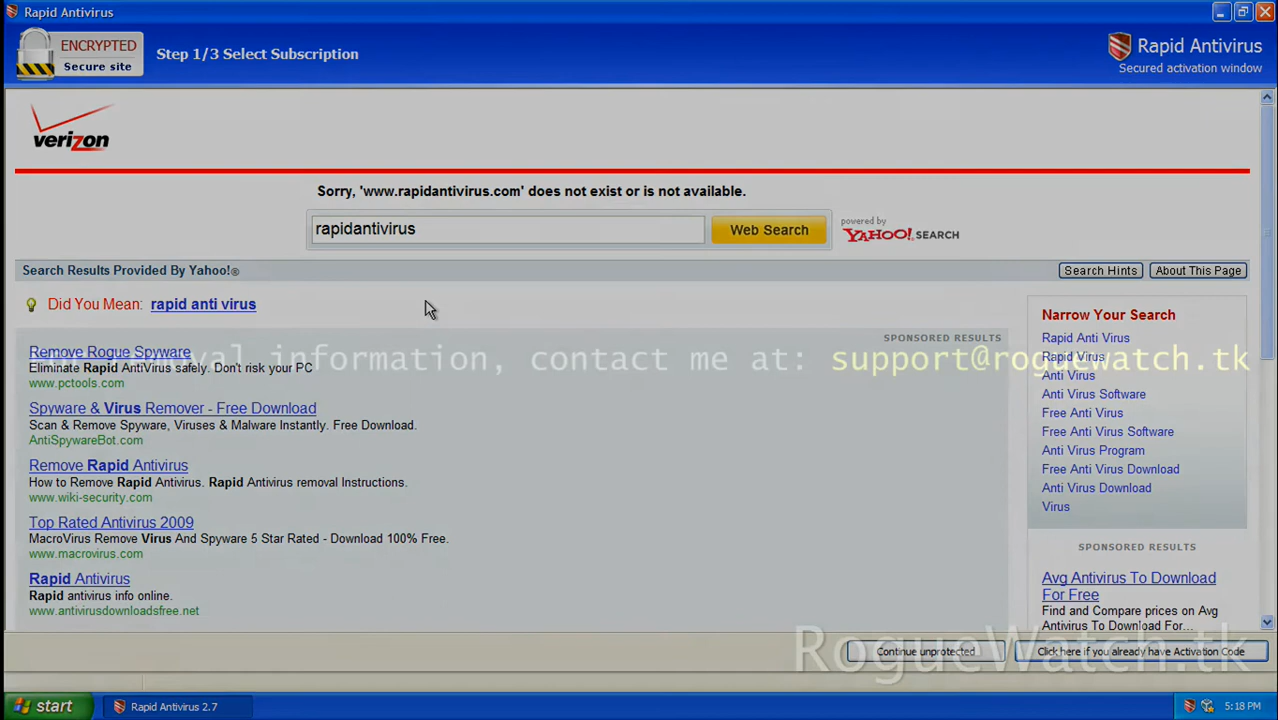 Rapid Antivirus
ENCRYPTED
Secure site
Step 1/3 Select Subscription
Rapid Antivirus
Secured activation window
verizon
Sorry, 'www.rapidantivirus.com' does not exist or is not available.
rapidantivirus
Web Search
powered by
YAHOO! SEARCH
Search Results Provided By Yahoo!®
Search Hints
About This Page
Did You Mean: rapid anti virus
SPONSORED RESULTS
Remove Rogue Spyware
removal information, contact me at: support@roguewatch.tk
Eliminate Rapid AntiVirus safely. Don't risk your PC
www.pctools.com
Spyware & Virus Remover - Free Download
Scan & Remove Spyware, Viruses & Malware Instantly. Free Download.
AntiSpywareBot.com
Remove Rapid Antivirus
How to Remove Rapid Antivirus. Rapid Antivirus removal Instructions.
www.wiki-security.com
Top Rated Antivirus 2009
MacroVirus Remove Virus And Spyware 5 Star Rated - Download 100% Free.
www.macrovirus.com
Rapid Antivirus
Rapid antivirus info online.
www.antivirusdownloadsfree.net
Narrow Your Search
Rapid Anti Virus
Rapid Virus
Anti Virus
Anti Virus Software
Free Anti Virus
Free Anti Virus Software
Anti Virus Program
Free Anti Virus Download
Anti Virus Download
Virus
SPONSORED RESULTS
Avg Antivirus To Download
For Free
Find and Compare prices on Avg
Antivirus To Download For...
Continue unprotected
Click here if you already have Activation Code
RogueWatch.tk
start
Rapid Antivirus 2.7
5:18 PM